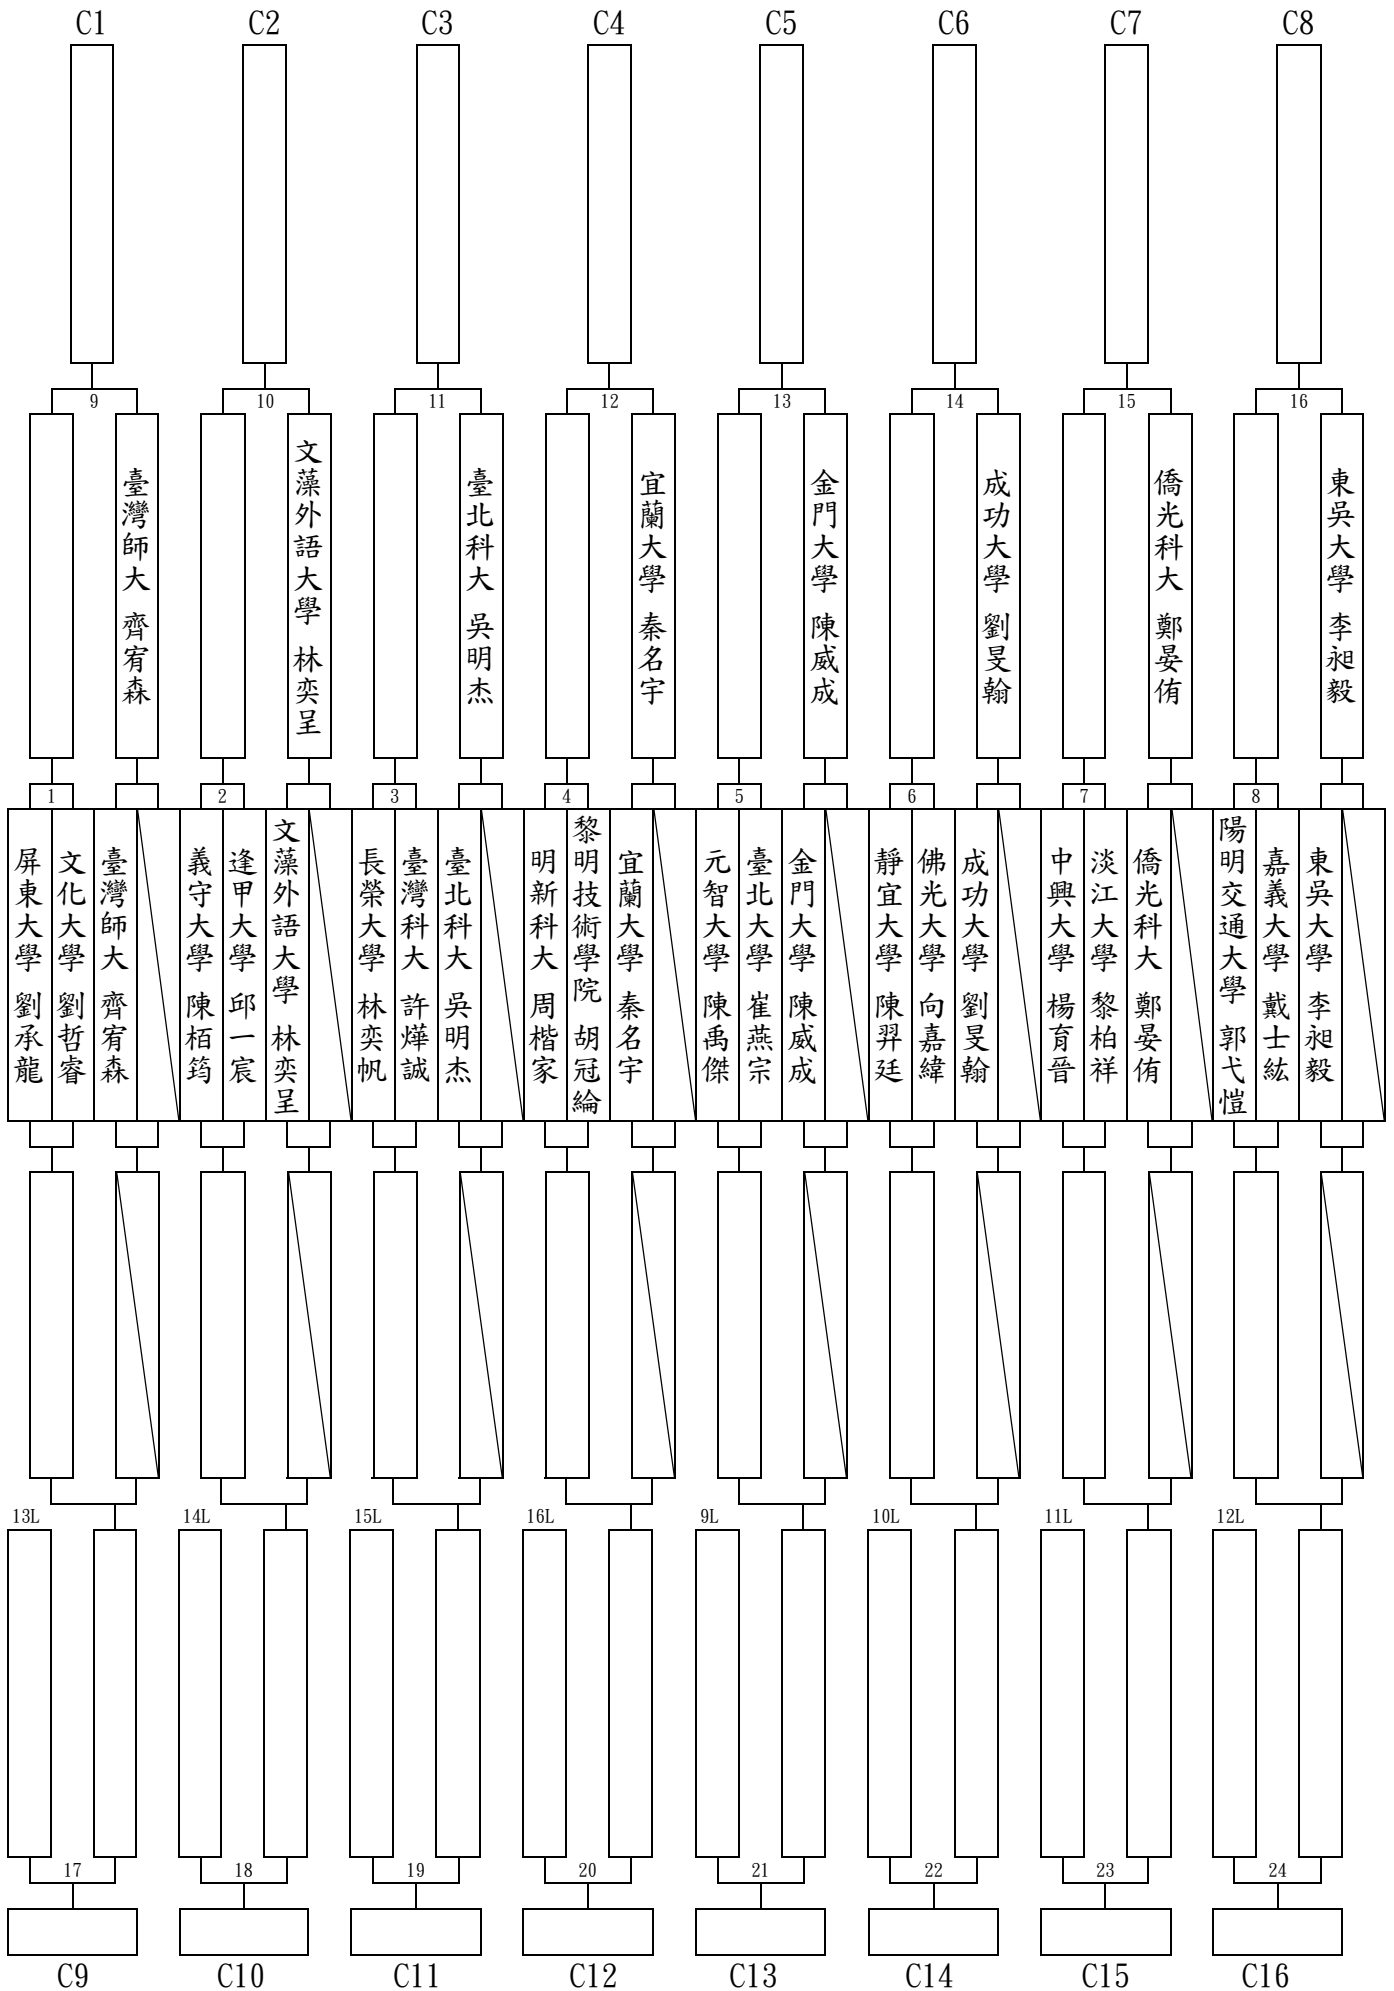 C1
C2
C3
C4
C5
C6
C7
C8
9
10
11
12
13
14
15
16
臺灣師大 齊宥森
文藻外語大學 林奕呈
臺北科大 吳明杰
宜蘭大學 秦名宇
金門大學 陳威成
成功大學 劉旻翰
僑光科大 鄭晏侑
東吳大學 李昶毅
1
2
3
4
5
6
7
8
屏東大學 劉承龍
文化大學 劉哲睿
臺灣師大 齊宥森
義守大學 陳栢筠
逢甲大學 邱一宸
文藻外語大學 林奕呈
長榮大學 林奕帆
臺灣科大 許燁誠
臺北科大 吳明杰
明新科大 周楷家
黎明技術學院 胡冠綸
宜蘭大學 秦名宇
元智大學 陳禹傑
臺北大學 崔燕宗
金門大學 陳威成
靜宜大學 陳羿廷
佛光大學 向嘉緯
成功大學 劉旻翰
中興大學 楊育晉
淡江大學 黎柏祥
僑光科大 鄭晏侑
陽明交通大學 郭弋愷
嘉義大學 戴士紘
東吳大學 李昶毅
13L
14L
15L
16L
9L
10L
11L
12L
17
18
19
20
21
22
23
24
C9
C10
C11
C12
C13
C14
C15
C16